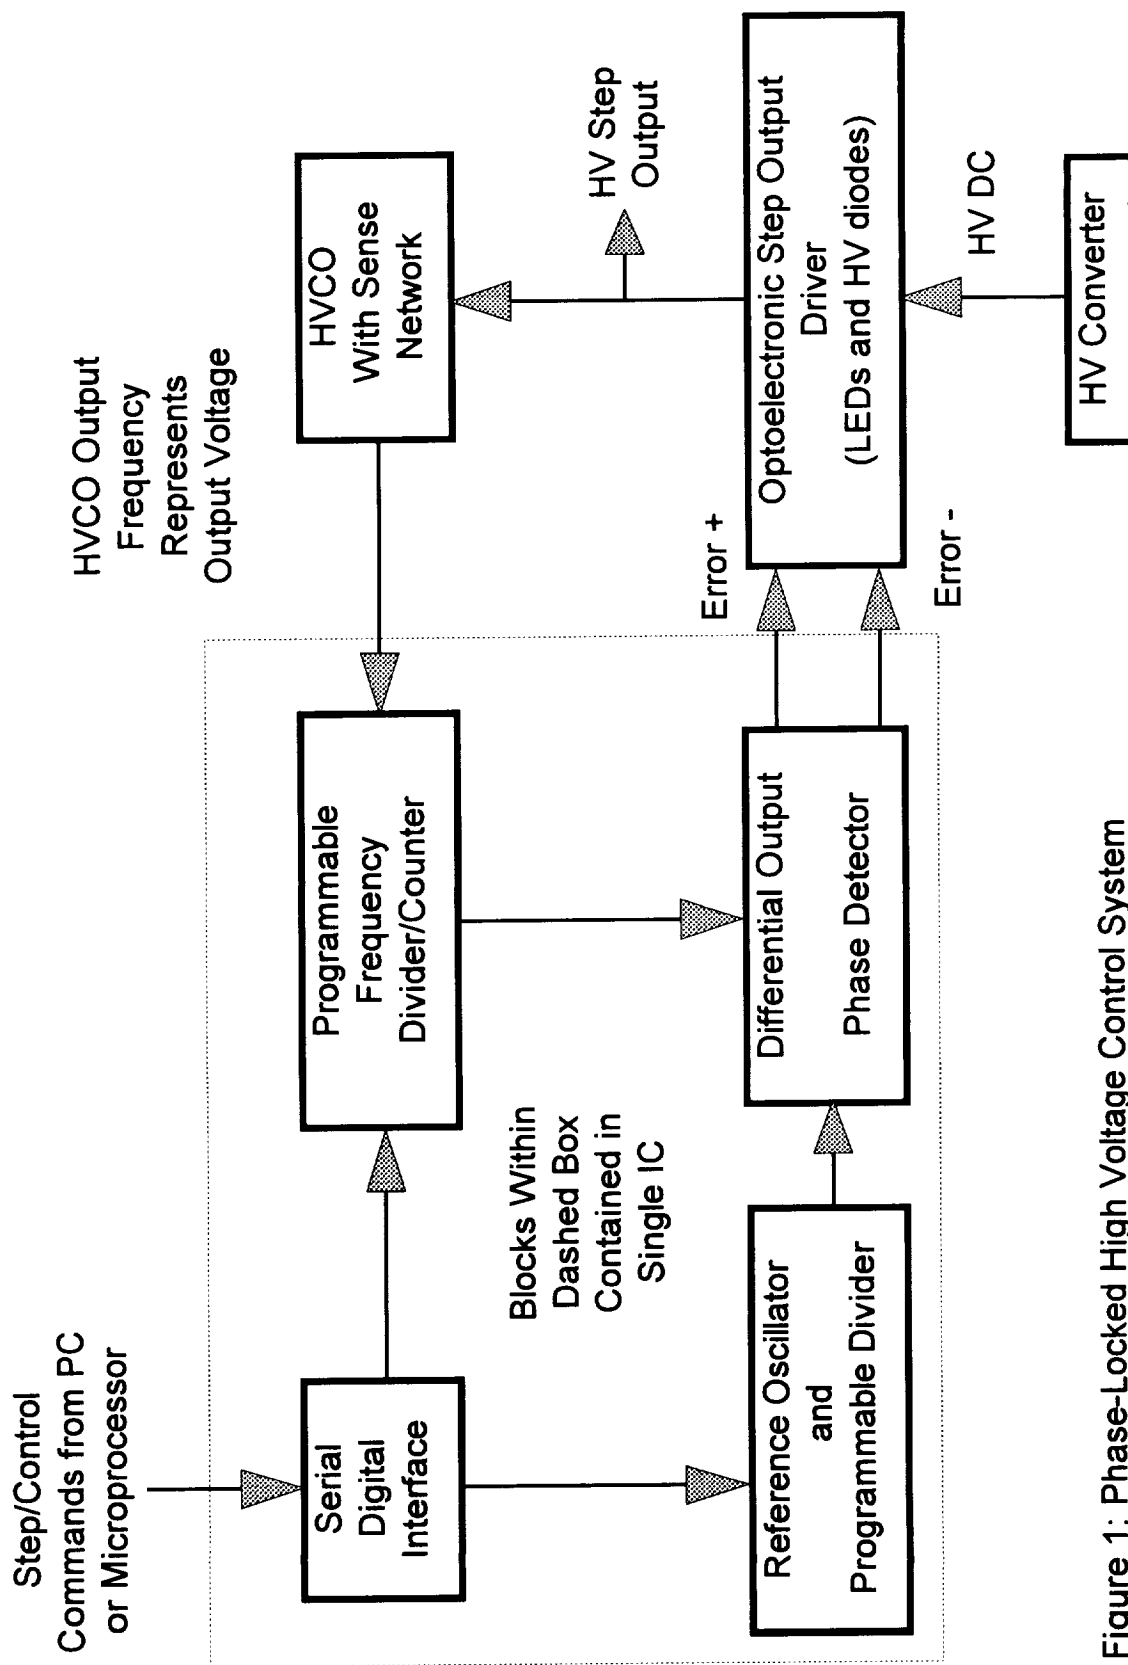 Step/Control
Commands from PC
or Microprocessor
HVCO Output
Frequency
Represents
Output Voltage
Serial
Digital
Interface
Programmable
Frequency
Divider/Counter
HVCO
With Sense
Network
Blocks Within
Dashed Box
Contained in
Single IC
HV Step
Output
Error +
Error -
Reference Oscillator
and
Programmable Divider
Differential Output
Phase Detector
Optoelectronic Step Output
Driver
(LEDs and HV diodes)
HV DC
HV Converter
Figure 1: Phase-Locked High Voltage Control System